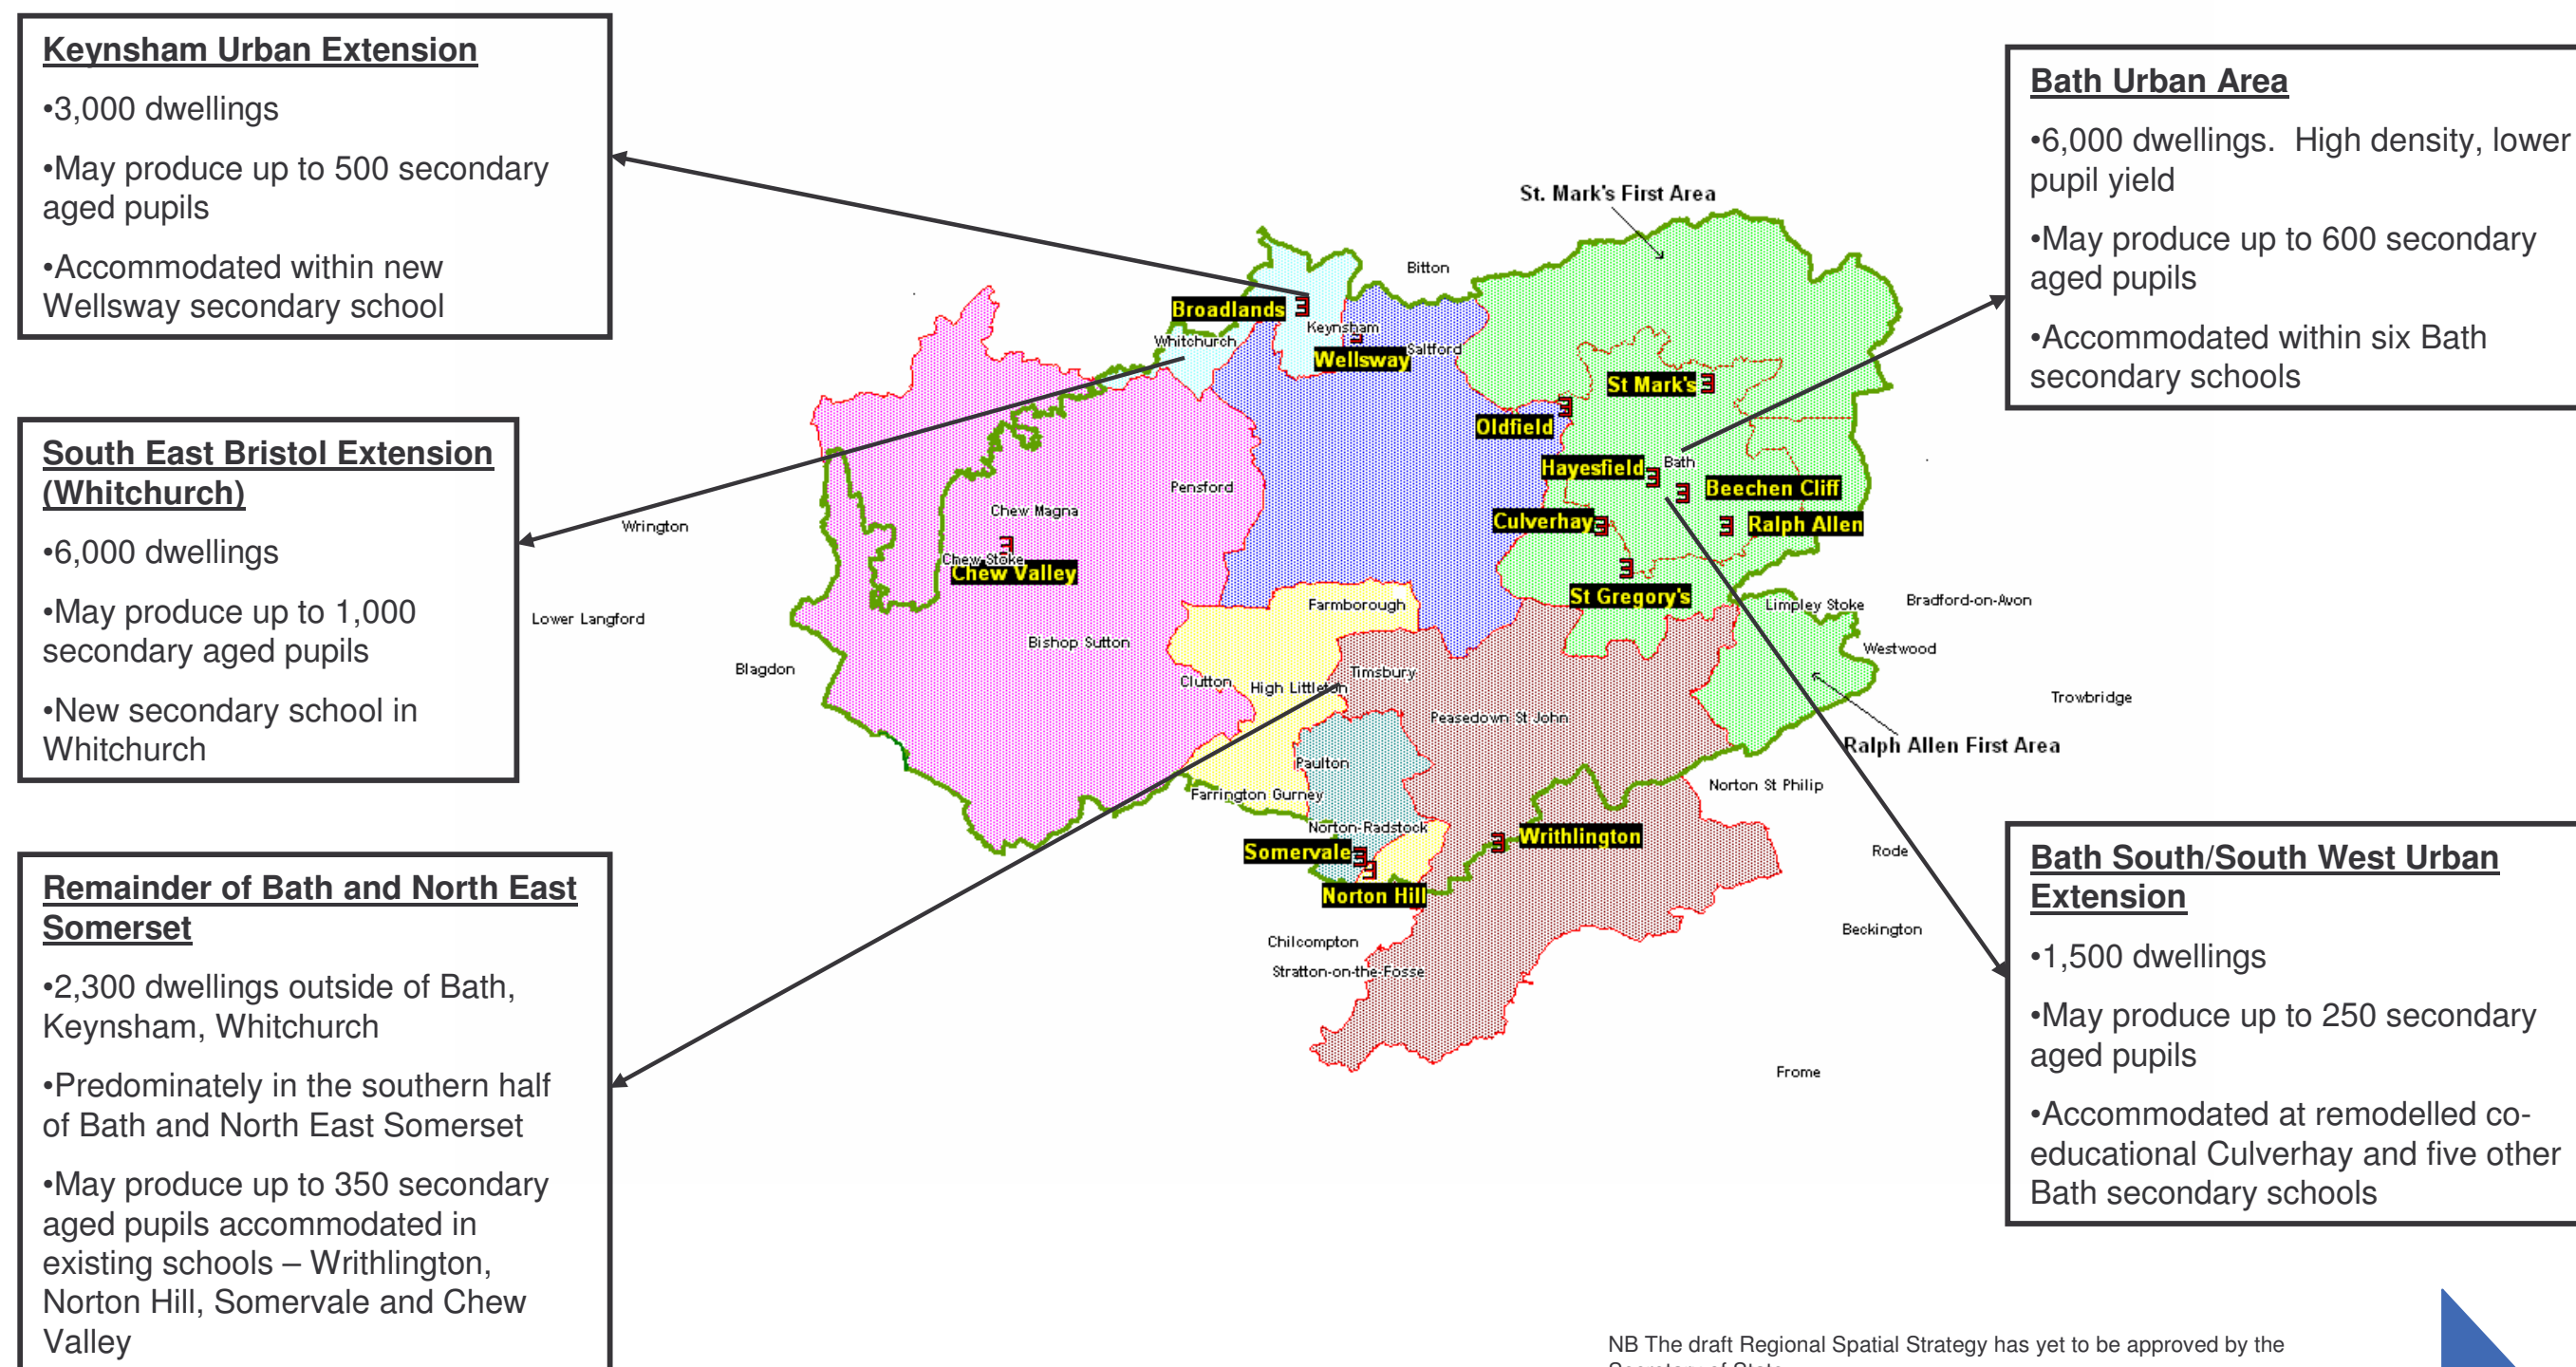 Keynsham Urban Extension
•3,000 dwellings
•May produce up to 500 secondary
aged pupils
•Accommodated within new
Wellsway secondary school
South East Bristol Extension
(Whitchurch)
•6,000 dwellings
•May produce up to 1,000
secondary aged pupils
•New secondary school in
Whitchurch
Remainder of Bath and North East
Somerset
•2,300 dwellings outside of Bath,
Keynsham, Whitchurch
•Predominately in the southern half
of Bath and North East Somerset
•May produce up to 350 secondary
aged pupils accommodated in
existing schools – Writhlington,
Norton Hill, Somervale and Chew
Valley
St. Mark's First Area
Bitton
Broadlands
Keynsham
Whitchurch
Saltford
Wellsway
St Mark's
Oldfield
Hayesfield
Bath
Beechen Cliff
Pensford
Chew Magna
Culverhay
Ralph Allen
Wrington
Chew Stoke
Chew Valley
St Gregory's
Lower Langford
Farmborough
Limpley Stoke
Bradford-on-Avon
Bishop Sutton
Westwood
Blagdon
Timsbury
Clutton
High Littleton
Trowbridge
Peasedown St John
Ralph Allen First Area
Paulton
Norton St Philip
Farrington Gurney
Norton-Radstock
Writhlington
Somervale
Rode
Norton Hill
Beckington
Chilcompton
Stratton-on-the-Fosse
Frome
Bath Urban Area
•6,000 dwellings. High density, lower
pupil yield
•May produce up to 600 secondary
aged pupils
•Accommodated within six Bath
secondary schools
Bath South/South West Urban
Extension
•1,500 dwellings
•May produce up to 250 secondary
aged pupils
•Accommodated at remodelled co-
educational Culverhay and five other
Bath secondary schools
NB The draft Regional Spatial Strategy has yet to be approved by the
Secretary of State